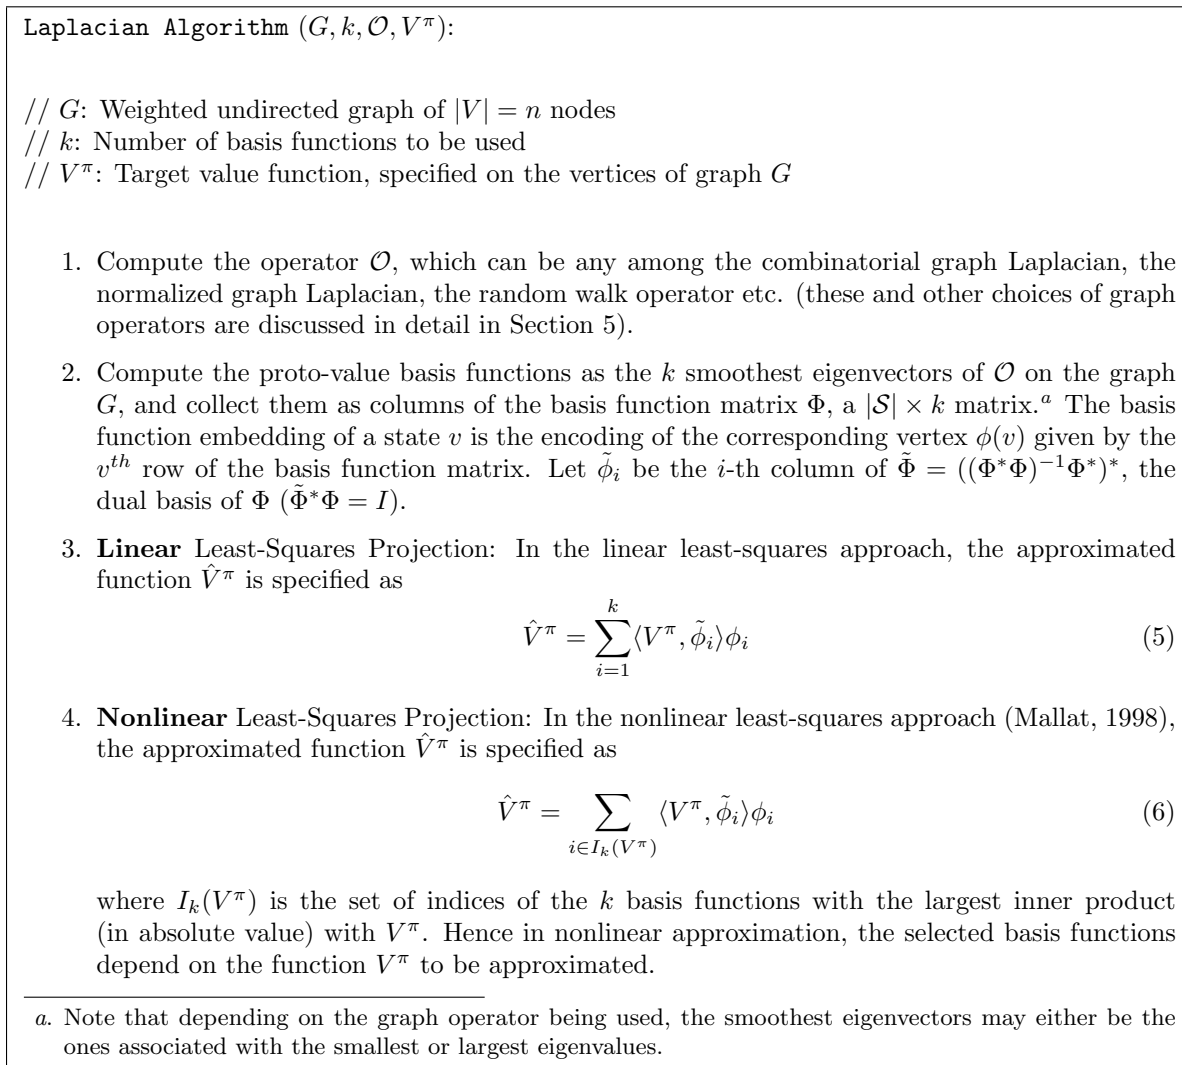 Laplacian Algorithm (G, k, 𝒪, V^π):
// G: Weighted undirected graph of |V| = n nodes
// k: Number of basis functions to be used
// V^π: Target value function, specified on the vertices of graph G
1. Compute the operator 𝒪, which can be any among the combinatorial graph Laplacian, the
normalized graph Laplacian, the random walk operator etc. (these and other choices of graph
operators are discussed in detail in Section 5).
2. Compute the proto-value basis functions as the k smoothest eigenvectors of 𝒪 on the graph
G, and collect them as columns of the basis function matrix Φ, a |𝒮| × k matrix.^a The basis
function embedding of a state v is the encoding of the corresponding vertex ϕ(v) given by the
v^th row of the basis function matrix. Let ϕ̃_i be the i-th column of Φ̃ = ((Φ*Φ)^−1Φ*)*, the
dual basis of Φ (Φ̃*Φ = I).
3. Linear Least-Squares Projection: In the linear least-squares approach, the approximated
function V̂^π is specified as
V̂^π = ∑_{i=1}^{k} ⟨V^π, ϕ̃_i⟩ϕ_i (5)
4. Nonlinear Least-Squares Projection: In the nonlinear least-squares approach (Mallat, 1998),
the approximated function V̂^π is specified as
V̂^π = ∑_{i∈I_k(V^π)} ⟨V^π, ϕ̃_i⟩ϕ_i (6)
where I_k(V^π) is the set of indices of the k basis functions with the largest inner product
(in absolute value) with V^π. Hence in nonlinear approximation, the selected basis functions
depend on the function V^π to be approximated.
a. Note that depending on the graph operator being used, the smoothest eigenvectors may either be the
ones associated with the smallest or largest eigenvalues.